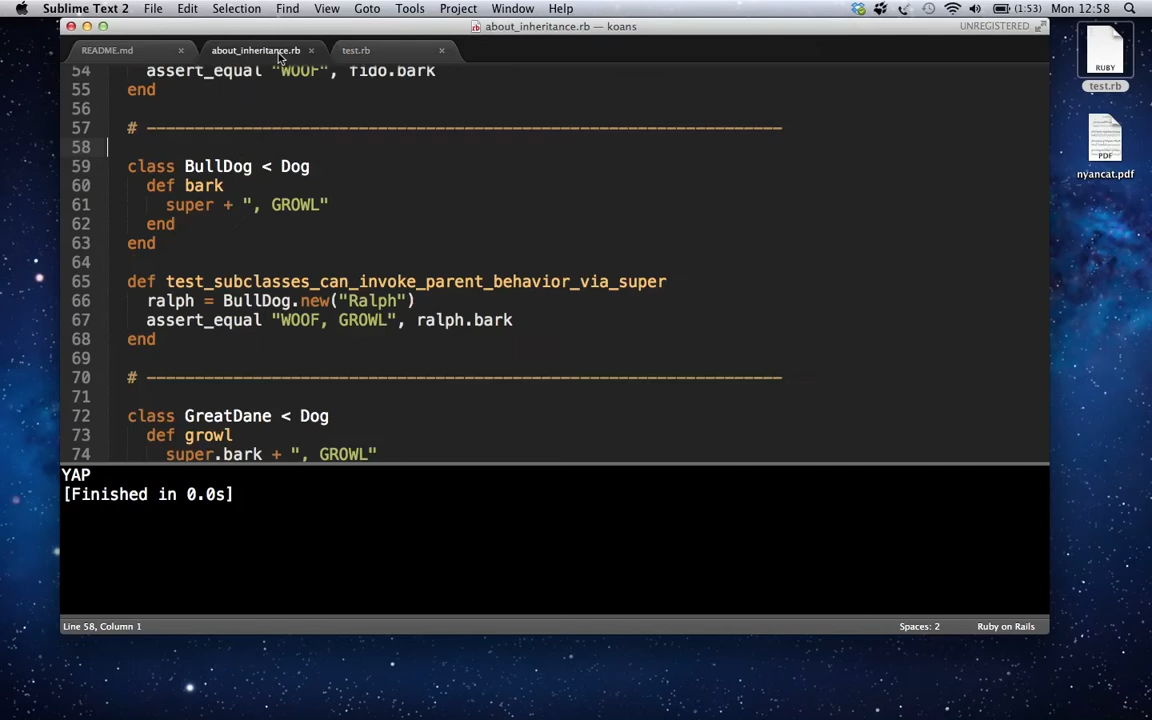 Sublime Text 2 File Edit Selection Find View Goto Tools Project Window Help (1:53) Mon 12:58
about_inheritance.rb — koans UNREGISTERED
README.md × about_inheritance.rb × test.rb ×
54 assert_equal "WOOF", fido.bark
55 end
56
57 # ------------------------------------------------------------------
58
59 class BullDog < Dog
60 def bark
61 super + ", GROWL"
62 end
63 end
64
65 def test_subclasses_can_invoke_parent_behavior_via_super
66 ralph = BullDog.new("Ralph")
67 assert_equal "WOOF, GROWL", ralph.bark
68 end
69
70 # ------------------------------------------------------------------
71
72 class GreatDane < Dog
73 def growl
74 super.bark + ", GROWL"
YAP
[Finished in 0.0s]
Line 58, Column 1 Spaces: 2 Ruby on Rails
RUBY
test.rb
PDF
nyancat.pdf